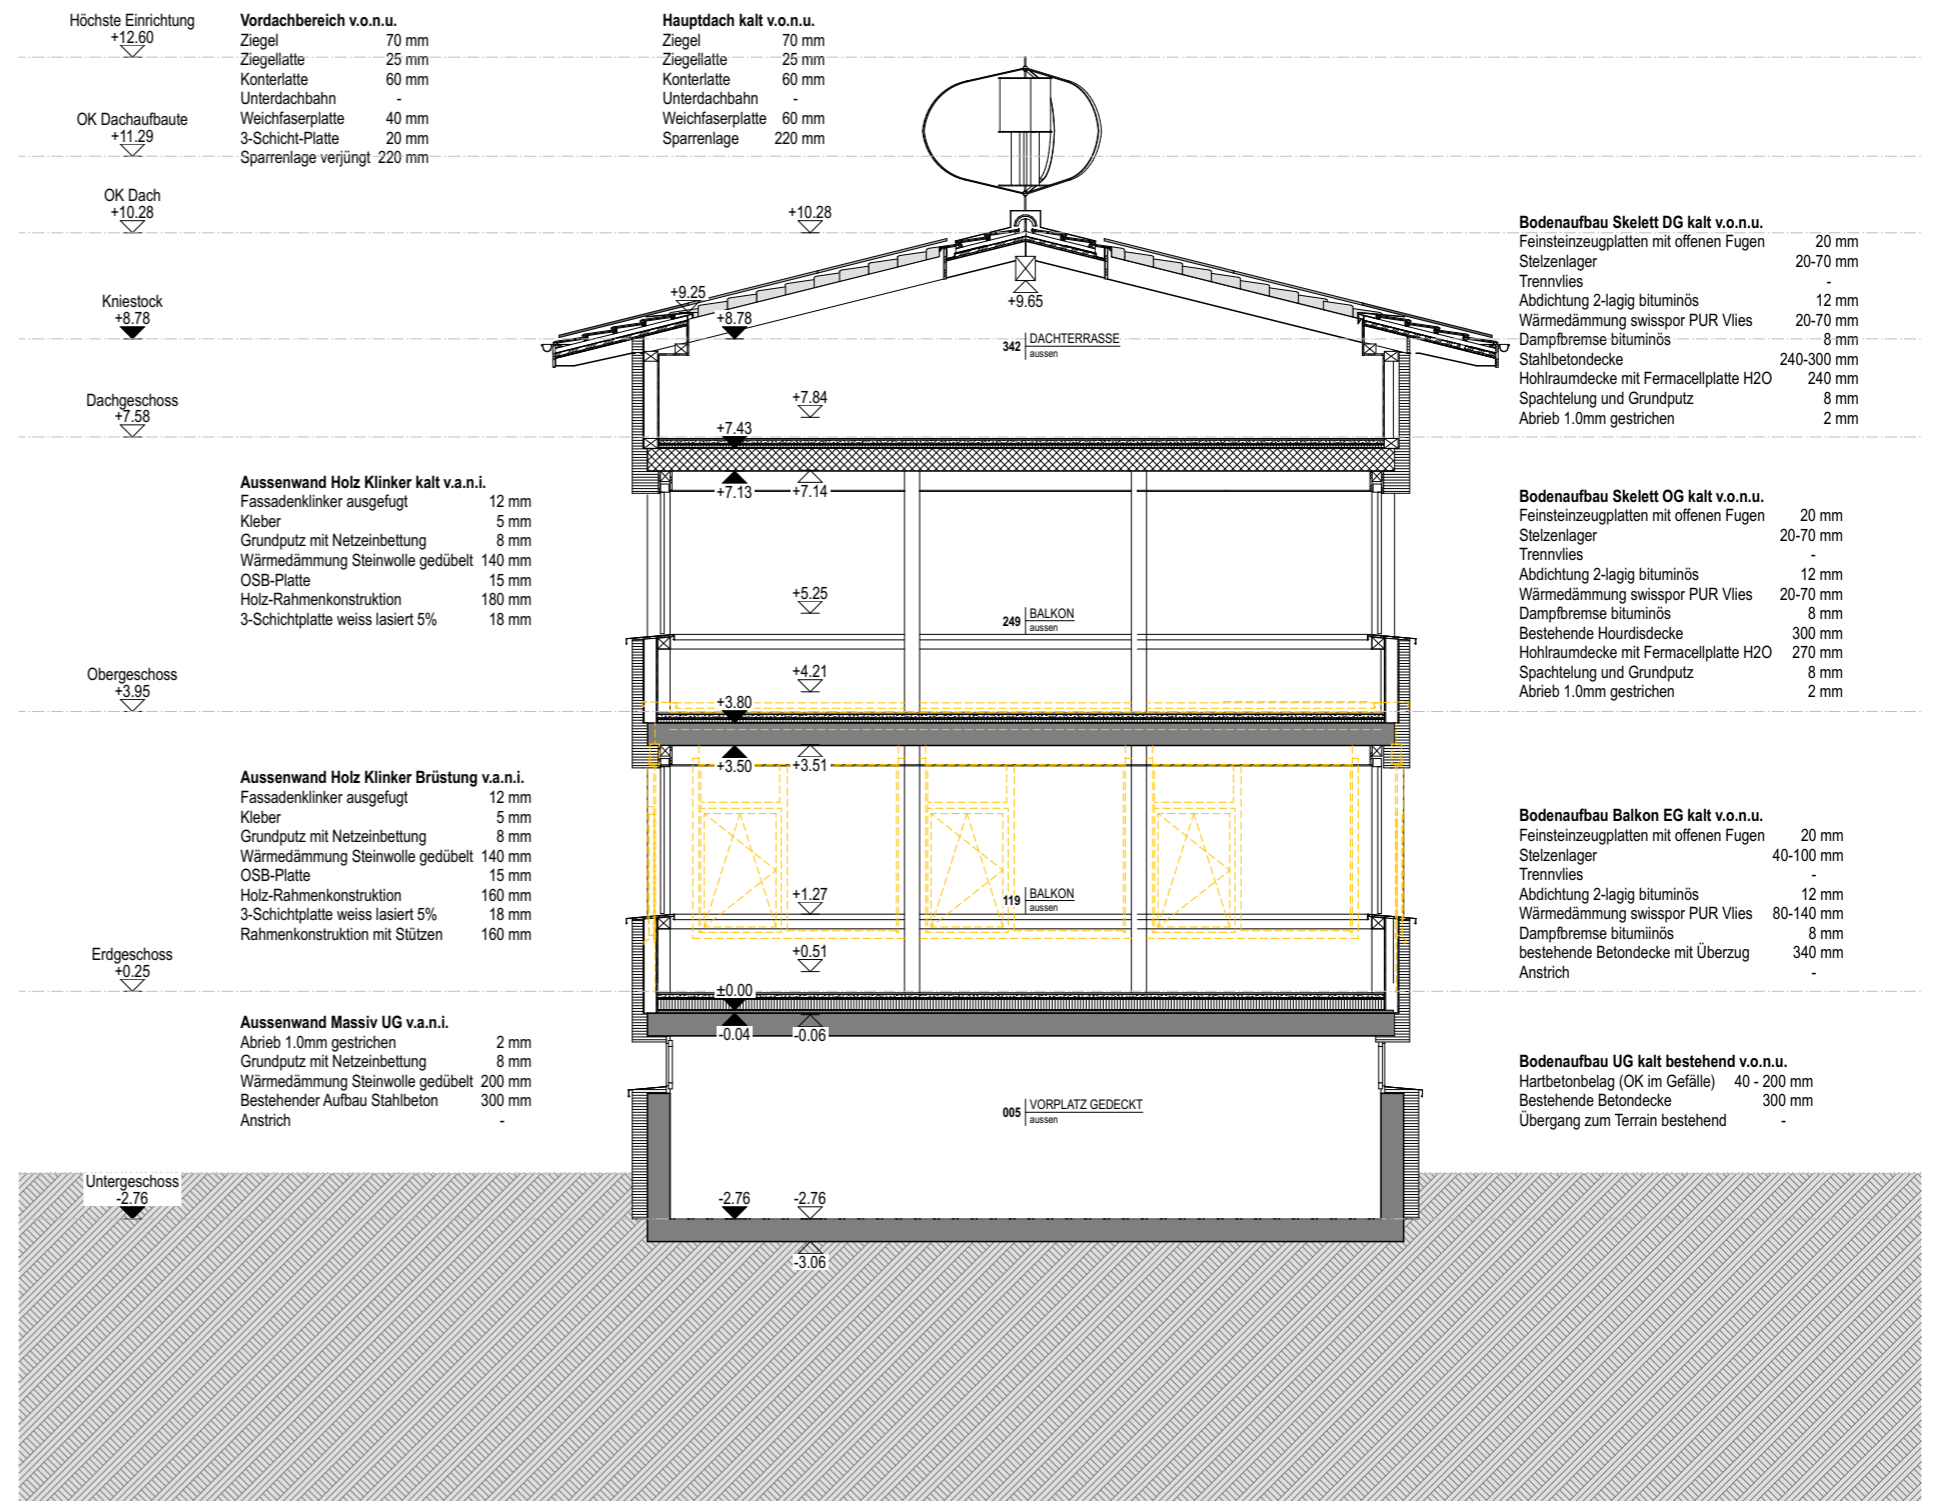 Höchste Einrichtung
+12.60
OK Dachaufbaute
+11.29
OK Dach
+10.28
Kniestock
+8.78
Dachgeschoss
+7.58
Obergeschoss
+3.95
Erdgeschoss
+0.25
Untergeschoss
-2.76
Vordachbereich v.o.n.u.
Ziegel 70 mm
Ziegellatte 25 mm
Konterlatte 60 mm
Unterdachbahn -
Weichfaserplatte 40 mm
3-Schicht-Platte 20 mm
Sparrenlage verjüngt 220 mm
Hauptdach kalt v.o.n.u.
Ziegel 70 mm
Ziegellatte 25 mm
Konterlatte 60 mm
Unterdachbahn -
Weichfaserplatte 60 mm
Sparrenlage 220 mm
Aussenwand Holz Klinker kalt v.a.n.i.
Fassadenklinker ausgefugt 12 mm
Kleber 5 mm
Grundputz mit Netzeinbettung 8 mm
Wärmedämmung Steinwolle gedübelt 140 mm
OSB-Platte 15 mm
Holz-Rahmenkonstruktion 180 mm
3-Schichtplatte weiss lasiert 5% 18 mm
Aussenwand Holz Klinker Brüstung v.a.n.i.
Fassadenklinker ausgefugt 12 mm
Kleber 5 mm
Grundputz mit Netzeinbettung 8 mm
Wärmedämmung Steinwolle gedübelt 140 mm
OSB-Platte 15 mm
Holz-Rahmenkonstruktion 160 mm
3-Schichtplatte weiss lasiert 5% 18 mm
Rahmenkonstruktion mit Stützen 160 mm
Aussenwand Massiv UG v.a.n.i.
Abrieb 1.0mm gestrichen 2 mm
Grundputz mit Netzeinbettung 8 mm
Wärmedämmung Steinwolle gedübelt 200 mm
Bestehender Aufbau Stahlbeton 300 mm
Anstrich -
+10.28
+9.25
+8.78
+9.65
342 DACHTERRASSE
aussen
+7.84
+7.43
+7.13
+7.14
+5.25
249 BALKON
aussen
+4.21
+3.80
+3.50
+3.51
+1.27
119 BALKON
aussen
+0.51
±0.00
-0.04
-0.06
005 VORPLATZ GEDECKT
aussen
-2.76
-2.76
-3.06
Bodenaufbau Skelett DG kalt v.o.n.u.
Feinsteinzeugplatten mit offenen Fugen 20 mm
Stelzenlager 20-70 mm
Trennvlies -
Abdichtung 2-lagig bituminös 12 mm
Wärmedämmung swisspor PUR Vlies 20-70 mm
Dampfbremse bituminös 8 mm
Stahlbetondecke 240-300 mm
Hohlraumdecke mit Fermacellplatte H2O 240 mm
Spachtelung und Grundputz 8 mm
Abrieb 1.0mm gestrichen 2 mm
Bodenaufbau Skelett OG kalt v.o.n.u.
Feinsteinzeugplatten mit offenen Fugen 20 mm
Stelzenlager 20-70 mm
Trennvlies -
Abdichtung 2-lagig bituminös 12 mm
Wärmedämmung swisspor PUR Vlies 20-70 mm
Dampfbremse bituminös 8 mm
Bestehende Hourdisdecke 300 mm
Hohlraumdecke mit Fermacellplatte H2O 270 mm
Spachtelung und Grundputz 8 mm
Abrieb 1.0mm gestrichen 2 mm
Bodenaufbau Balkon EG kalt v.o.n.u.
Feinsteinzeugplatten mit offenen Fugen 20 mm
Stelzenlager 40-100 mm
Trennvlies -
Abdichtung 2-lagig bituminös 12 mm
Wärmedämmung swisspor PUR Vlies 80-140 mm
Dampfbremse bitumiinös 8 mm
bestehende Betondecke mit Überzug 340 mm
Anstrich -
Bodenaufbau UG kalt bestehend v.o.n.u.
Hartbetonbelag (OK im Gefälle) 40 - 200 mm
Bestehende Betondecke 300 mm
Übergang zum Terrain bestehend -